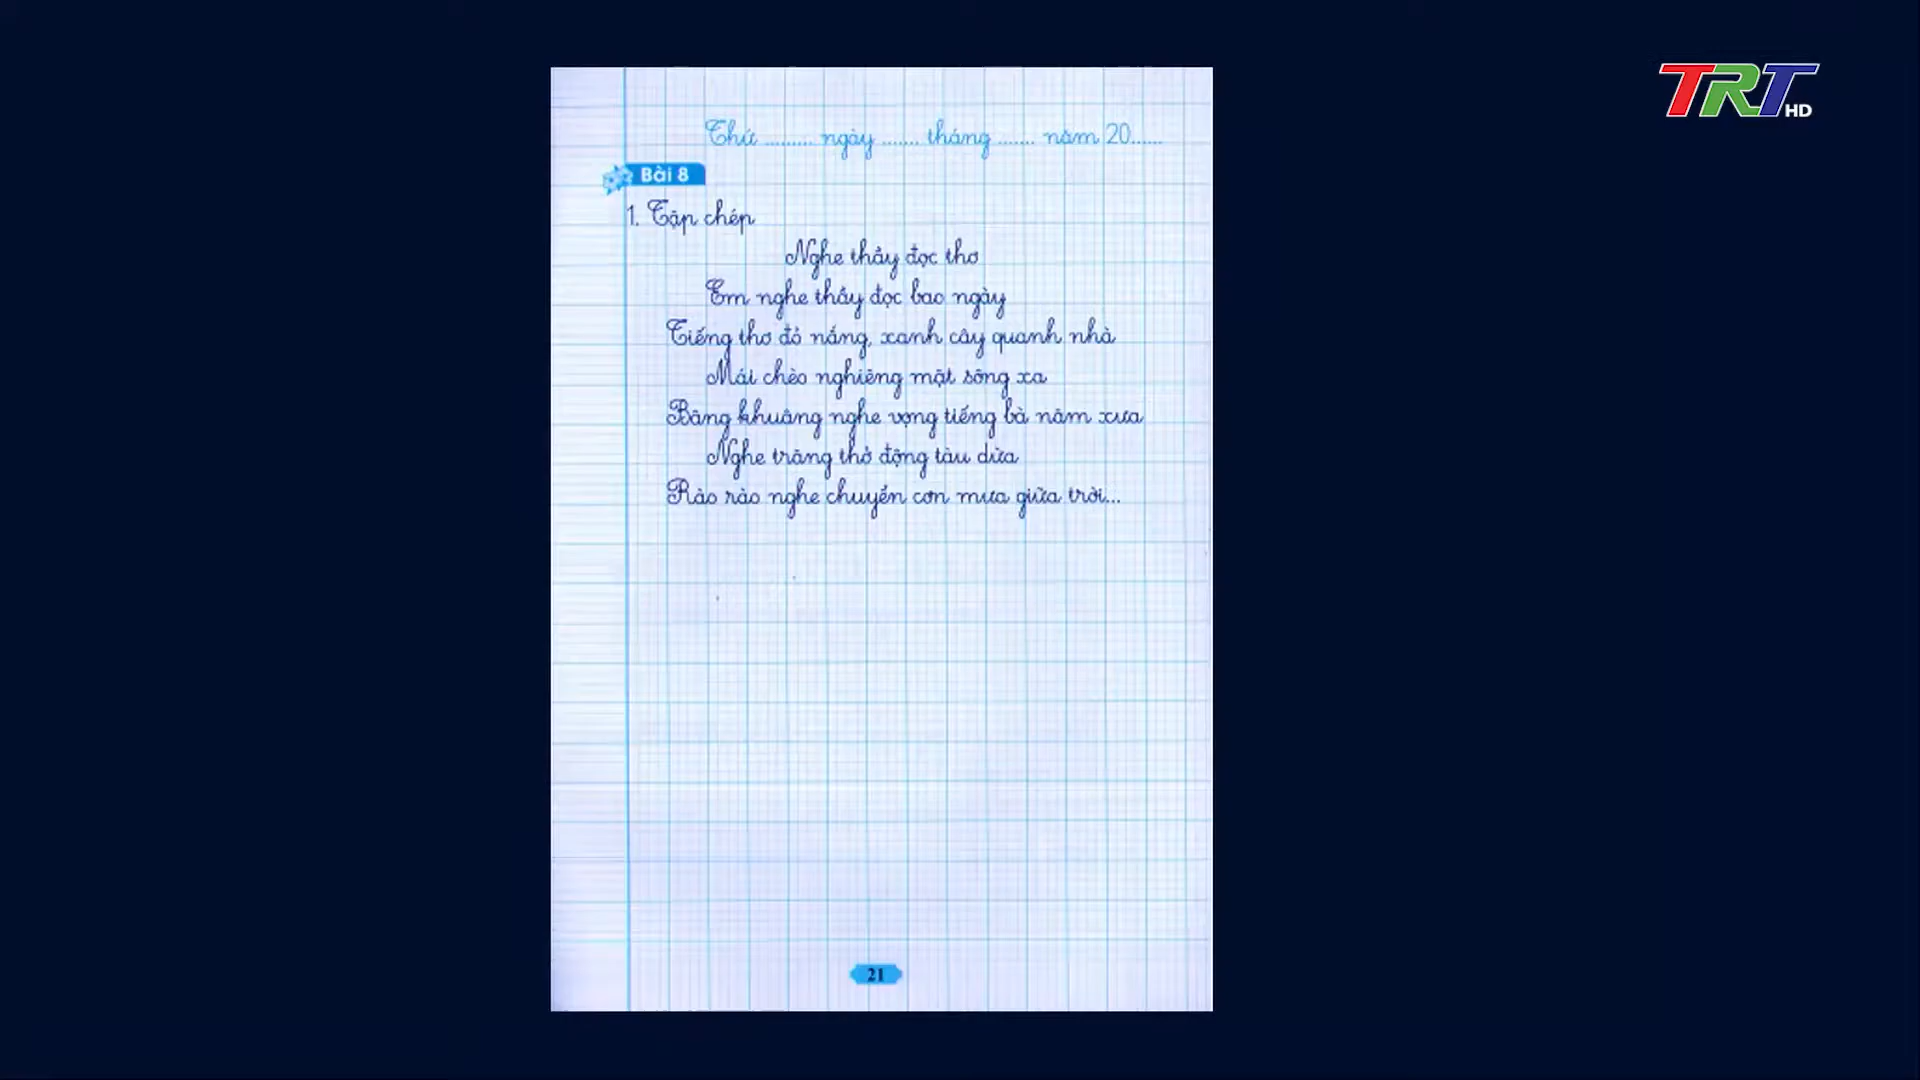 TRT HD
Thứ ......... ngày ....... tháng ....... năm 20......
Bài 8
1. Tập chép
Nghe thầy đọc thơ
Em nghe thầy đọc bao ngày
Tiếng thơ đỏ nắng, xanh cây quanh nhà
Mái chèo nghiêng mặt sông xa
Bâng khuâng nghe vọng tiếng bà năm xưa
Nghe trăng thở động tàu dừa
Rào rào nghe chuyển cơn mưa giữa trời...
21